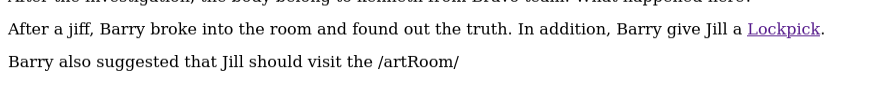 After the investigation, the body belong to kenneth from Bravo team. What happened here?
After a jiff, Barry broke into the room and found out the truth. In addition, Barry give Jill a Lockpick.
Barry also suggested that Jill should visit the /artRoom/